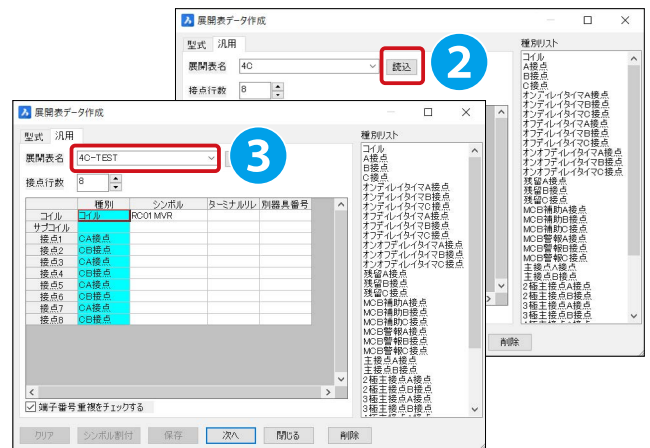 展開表データ作成
型式 汎用
展開表名 4C 読込
接点行数 8
2
種別リスト
コイル
A接点
B接点
C接点
オンディレイタイマA接点
オンディレイタイマB接点
オンディレイタイマC接点
オフディレイタイマA接点
オフディレイタイマB接点
オフディレイタイマC接点
オンオフディレイタイマA接点
オンオフディレイタイマB接点
オンオフディレイタイマC接点
残留A接点
残留B接点
残留C接点
MCB補助A接点
MCB補助B接点
MCB補助C接点
MCB警報A接点
MCB警報B接点
MCB警報C接点
主接点A接点
主接点B接点
2極主接点A接点
2極主接点B接点
3極主接点A接点
3極主接点B接点
削除
展開表データ作成
型式 汎用
展開表名 4C-TEST
3
接点行数 8
種別 シンボル ターミナルリレ 別器具番号
コイル コイル RC01 MVR
サブコイル
接点1 CA接点
接点2 CB接点
接点3 CA接点
接点4 CB接点
接点5 CA接点
接点6 CB接点
接点7 CA接点
接点8 CB接点
端子番号重複をチェックする
クリア シンボル割付 保存 次へ 閉じる 削除
種別リスト
コイル
A接点
B接点
C接点
オンディレイタイマA接点
オンディレイタイマB接点
オンディレイタイマC接点
オフディレイタイマA接点
オフディレイタイマB接点
オフディレイタイマC接点
オンオフディレイタイマA接点
オンオフディレイタイマB接点
オンオフディレイタイマC接点
残留A接点
残留B接点
残留C接点
MCB補助A接点
MCB補助B接点
MCB補助C接点
MCB警報A接点
MCB警報B接点
MCB警報C接点
主接点A接点
主接点B接点
2極主接点A接点
2極主接点B接点
3極主接点A接点
3極主接点B接点